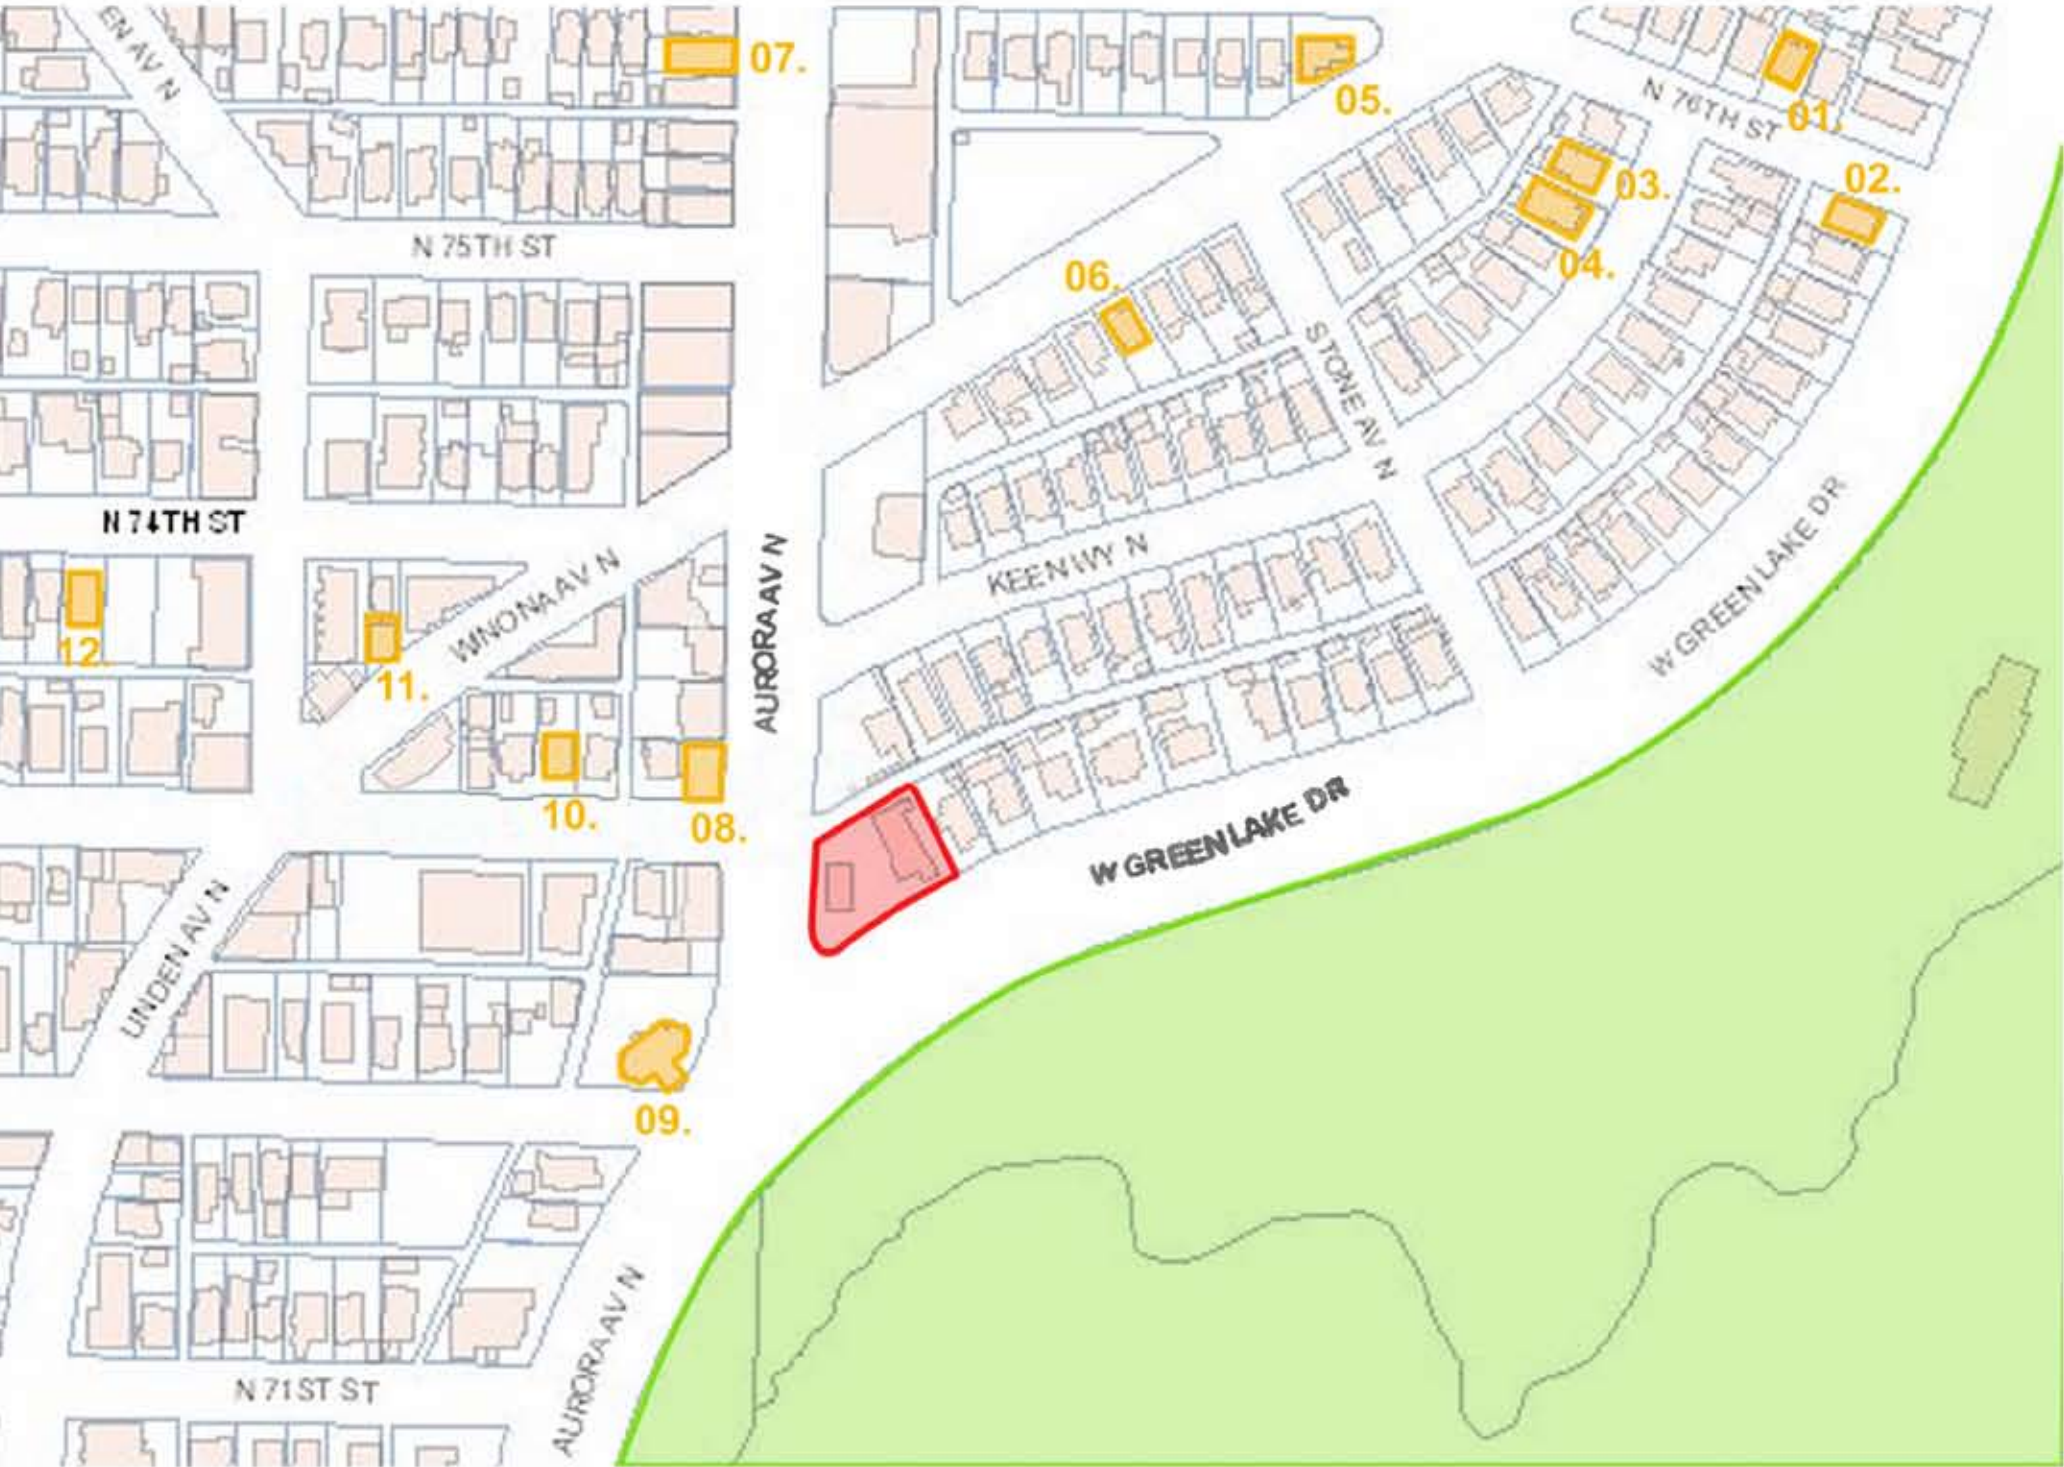 EN AV N
07.
05.
N 76TH ST
01.
02.
03.
04.
N 75TH ST
06.
STONE AV N
N 74TH ST
KEEN WY N
W GREEN LAKE DR
WINONA AV N
AURORA AV N
12.
11.
10.
08.
W GREEN LAKE DR
LINDEN AV N
09.
AURORA AV N
N 71ST ST